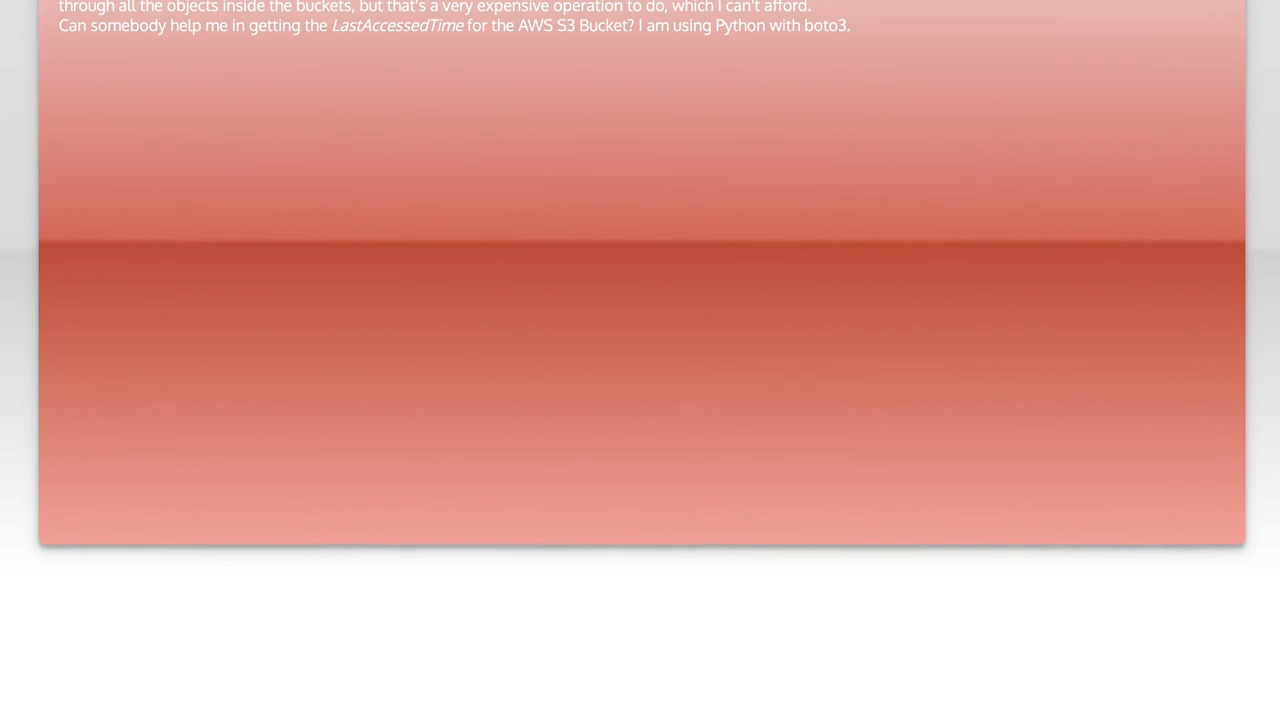 through all the objects inside the buckets, but that's a very expensive operation to do, which I can't afford.
Can somebody help me in getting the LastAccessedTime for the AWS S3 Bucket? I am using Python with boto3.